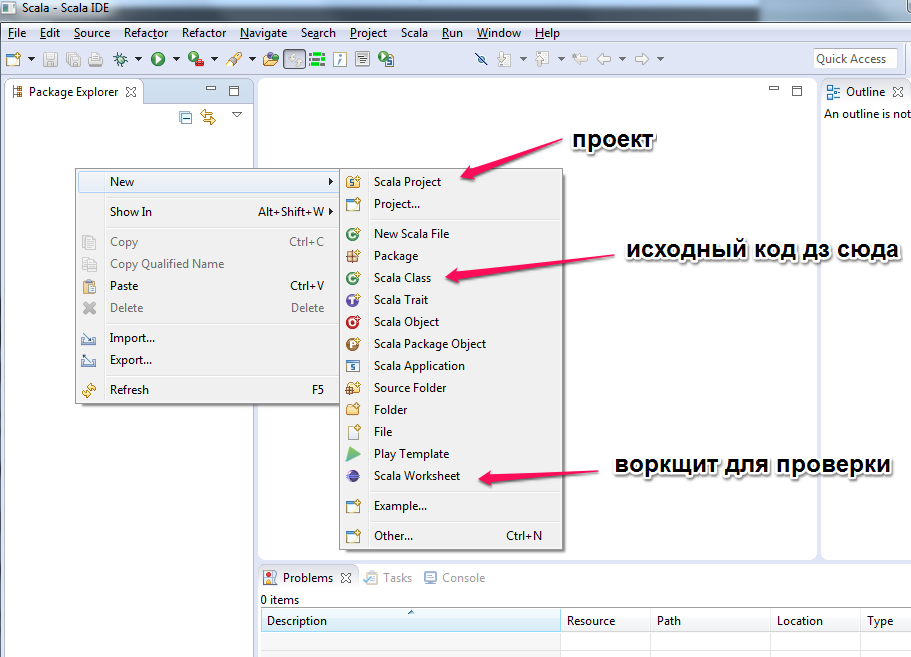 Scala - Scala IDE
File Edit Source Refactor Refactor Navigate Search Project Scala Run Window Help
Quick Access
Package Explorer
Outline
An outline is not
проект
New
Scala Project
Project...
Show In Alt+Shift+W
Copy Ctrl+C
Copy Qualified Name
Paste Ctrl+V
Delete Delete
Import...
Export...
Refresh F5
New Scala File
Package
исходный код дз сюда
Scala Class
Scala Trait
Scala Object
Scala Package Object
Scala Application
Source Folder
Folder
File
Play Template
воркщит для проверки
Scala Worksheet
Example...
Other... Ctrl+N
Problems Tasks Console
0 items
Description Resource Path Location Type